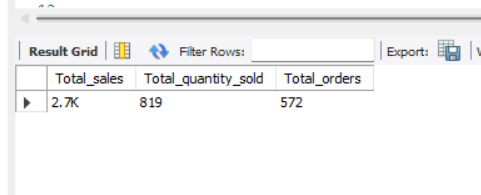 Result Grid Filter Rows: Export:
Total_sales Total_quantity_sold Total_orders
2.7K 819 572